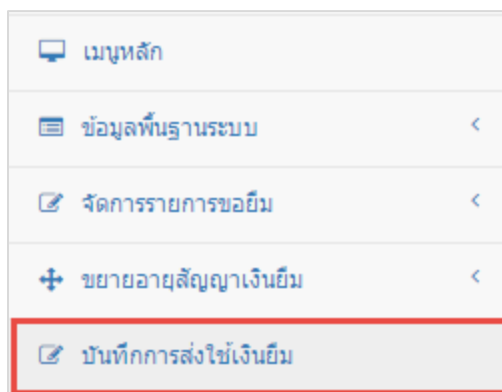 เมนูหลัก
ข้อมูลพื้นฐานระบบ
จัดการรายการขอยืม
ขยายอายุสัญญาเงินยืม
บันทึกการส่งใช้เงินยืม